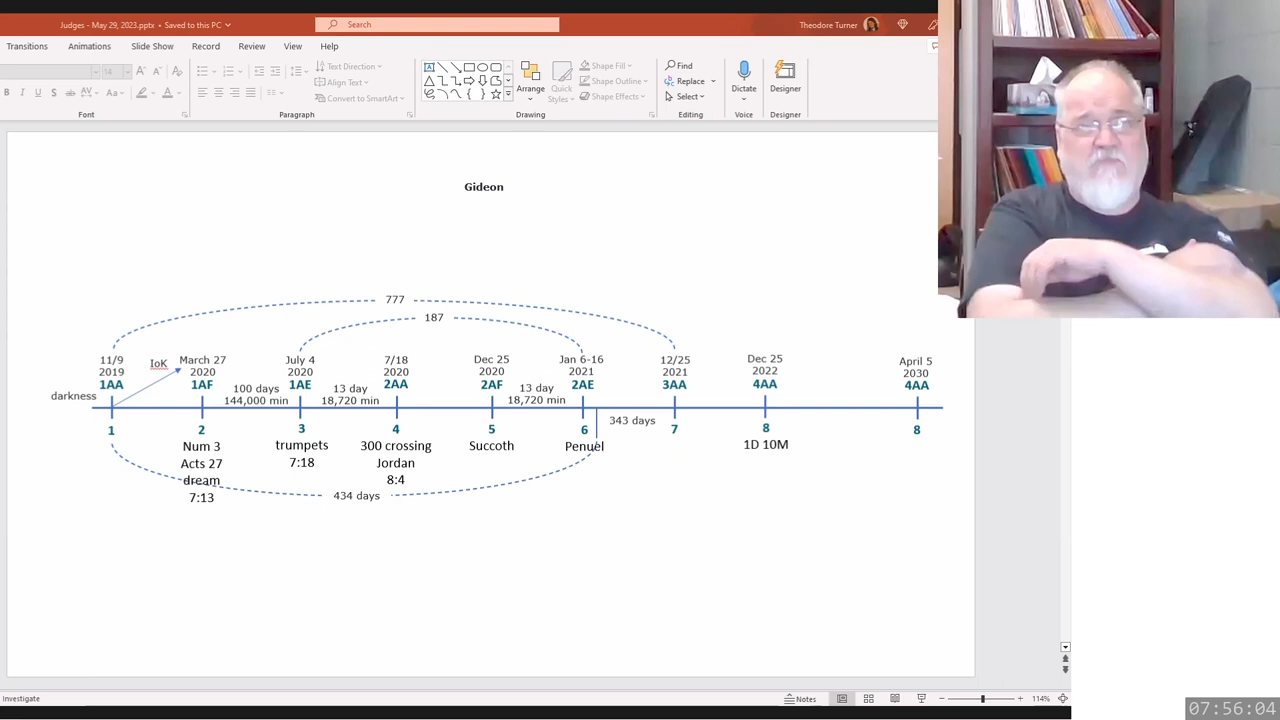 Judges - May 29, 2023.pptx • Saved to this PC
Search
Theodore Turner
Transitions Animations Slide Show Record Review View Help
14
Text Direction
Align Text
Convert to SmartArt
Arrange
Quick Styles
Shape Fill
Shape Outline
Shape Effects
Find
Replace
Select
Dictate
Designer
Font Paragraph Drawing Editing Voice Designer
Gideon
777
187
11/9 March 27 July 4 7/18 Dec 25 Jan 6-16 12/25 Dec 25 April 5
2019 2020 2020 2020 2020 2021 2021 2022 2030
1AA 1AF 1AE 2AA 2AF 2AE 3AA 4AA 4AA
IoK
darkness
100 days 13 day 13 day
144,000 min 18,720 min 18,720 min
343 days
1 2 3 4 5 6 7 8 8
Num 3 trumpets 300 crossing Succoth Penuel 1D 10M
Acts 27 7:18 Jordan
dream 8:4
7:13
434 days
Investigate
Notes
114%
07:56:04